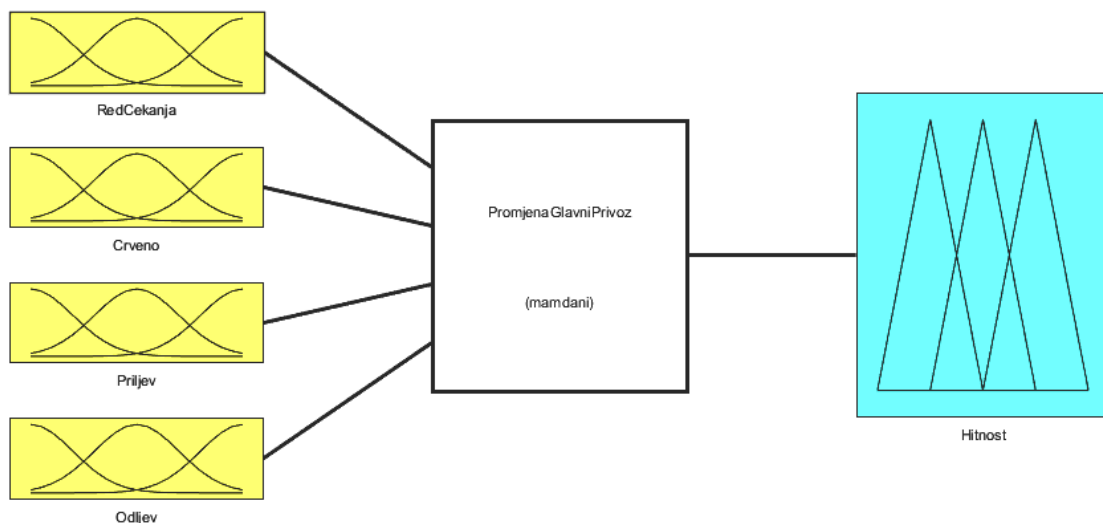 RedCekanja
Crveno
Priljev
Odljev
PromjenaGlavniPrivoz
(mamdani)
Hitnost